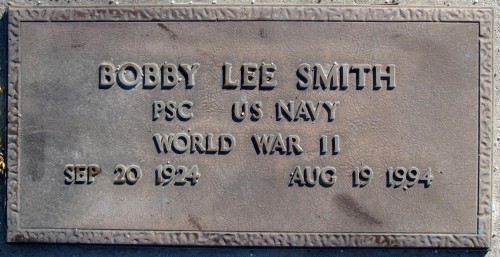 BOBBY LEE SMITH
PSC US NAVY
WORLD WAR II
SEP 20 1924 AUG 19 1994